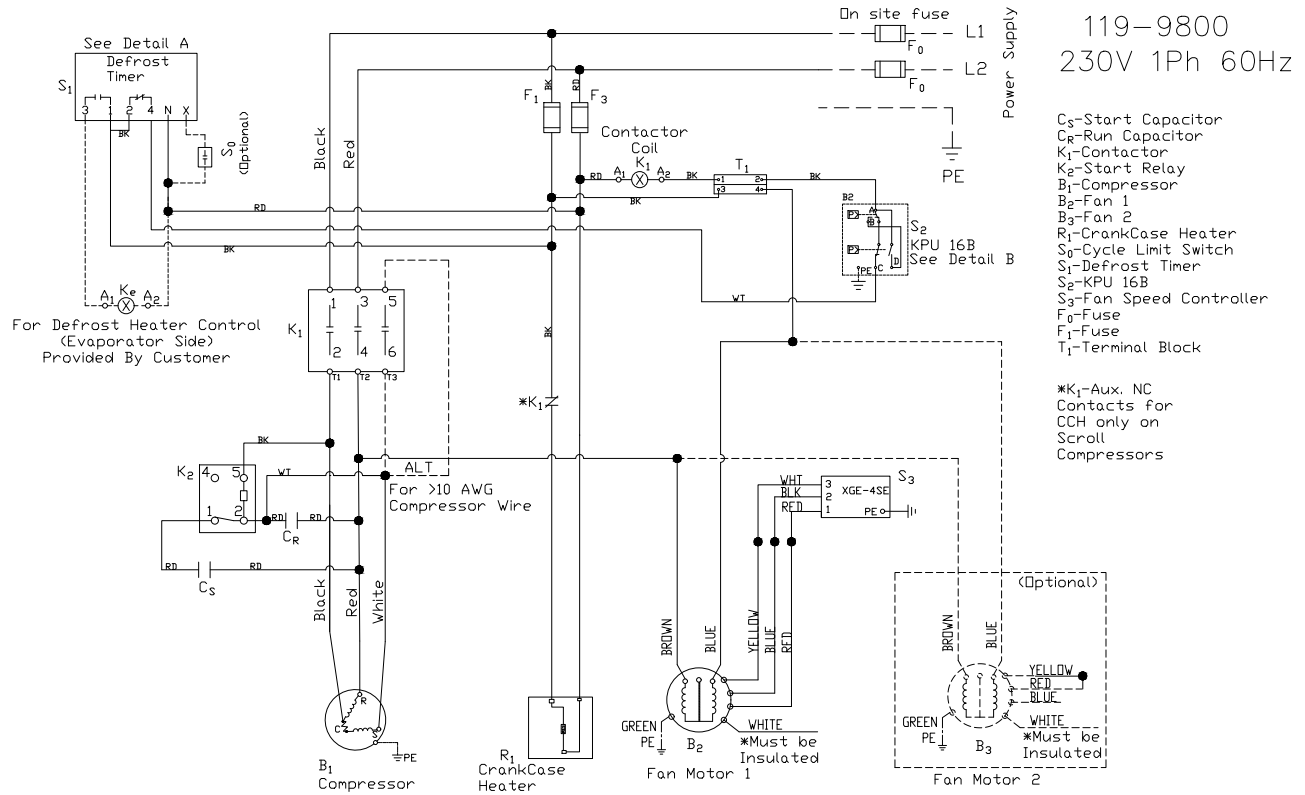 See Detail A
Defrost
Timer
S1
3 1 2 4 N X
BK
S0
(Optional)
On site fuse
L1
F0
L2
F0
Power Supply
PE
119-9800
230V 1Ph 60Hz
CS-Start Capacitor
CR-Run Capacitor
K1-Contactor
K2-Start Relay
B1-Compressor
B2-Fan 1
B3-Fan 2
R1-CrankCase Heater
S0-Cycle Limit Switch
S1-Defrost Timer
S2-KPU 16B
S3-Fan Speed Controller
F0-Fuse
F1-Fuse
T1-Terminal Block
*K1-Aux. NC
Contacts for
CCH only on
Scroll
Compressors
Black
Red
BK
RD
F1
F3
Contactor
Coil
K1
RD A1 A2 BK
T1
1 2
3 4
BK
BK
B2
P>
A
B
P>
PE C D
S2
KPU 16B
See Detail B
RD
BK
WT
A1 Ke A2
For Defrost Heater Control
(Evaporator Side)
Provided By Customer
K1
1 3 5
2 4 6
T1 T2 T3
BK
*K1
BK
K2
4 5
1 2
WT
ALT
For >10 AWG
Compressor Wire
RD RD
CR
RD RD
CS
Black
Red
White
R
C
S
PE
B1
Compressor
R1
CrankCase
Heater
WHT 3
BLK 2
RED 1
XGE-4SE
PE
S3
BROWN
BLUE
YELLOW
BLUE
RED
GREEN
PE
B2
WHITE
*Must be
Insulated
Fan Motor 1
(Optional)
BROWN
BLUE
YELLOW
RED
BLUE
GREEN
PE
B3
WHITE
*Must be
Insulated
Fan Motor 2